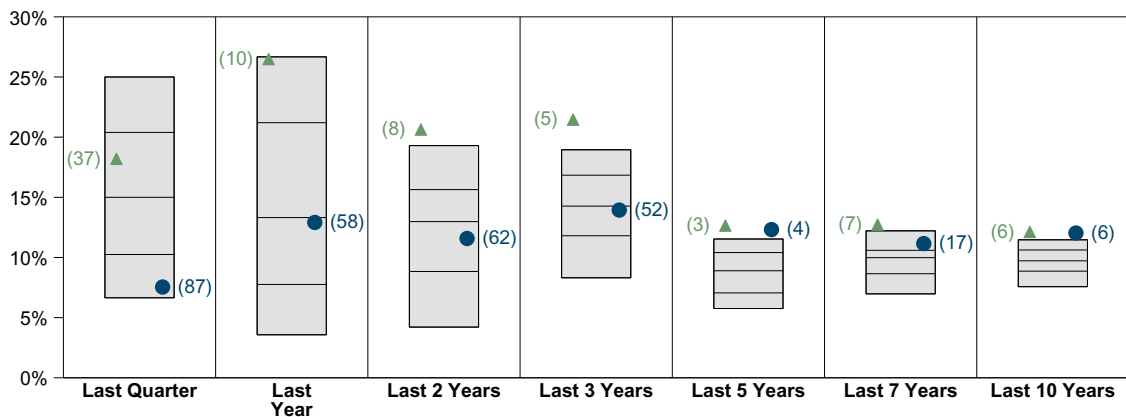 30%
25%
20%
15%
10%
5%
0%
(37)
(87)
(10)
(58)
(8)
(62)
(5)
(52)
(3)
(4)
(7)
(17)
(6)
(6)
Last Quarter
Last
Year
Last 2 Years
Last 3 Years
Last 5 Years
Last 7 Years
Last 10 Years